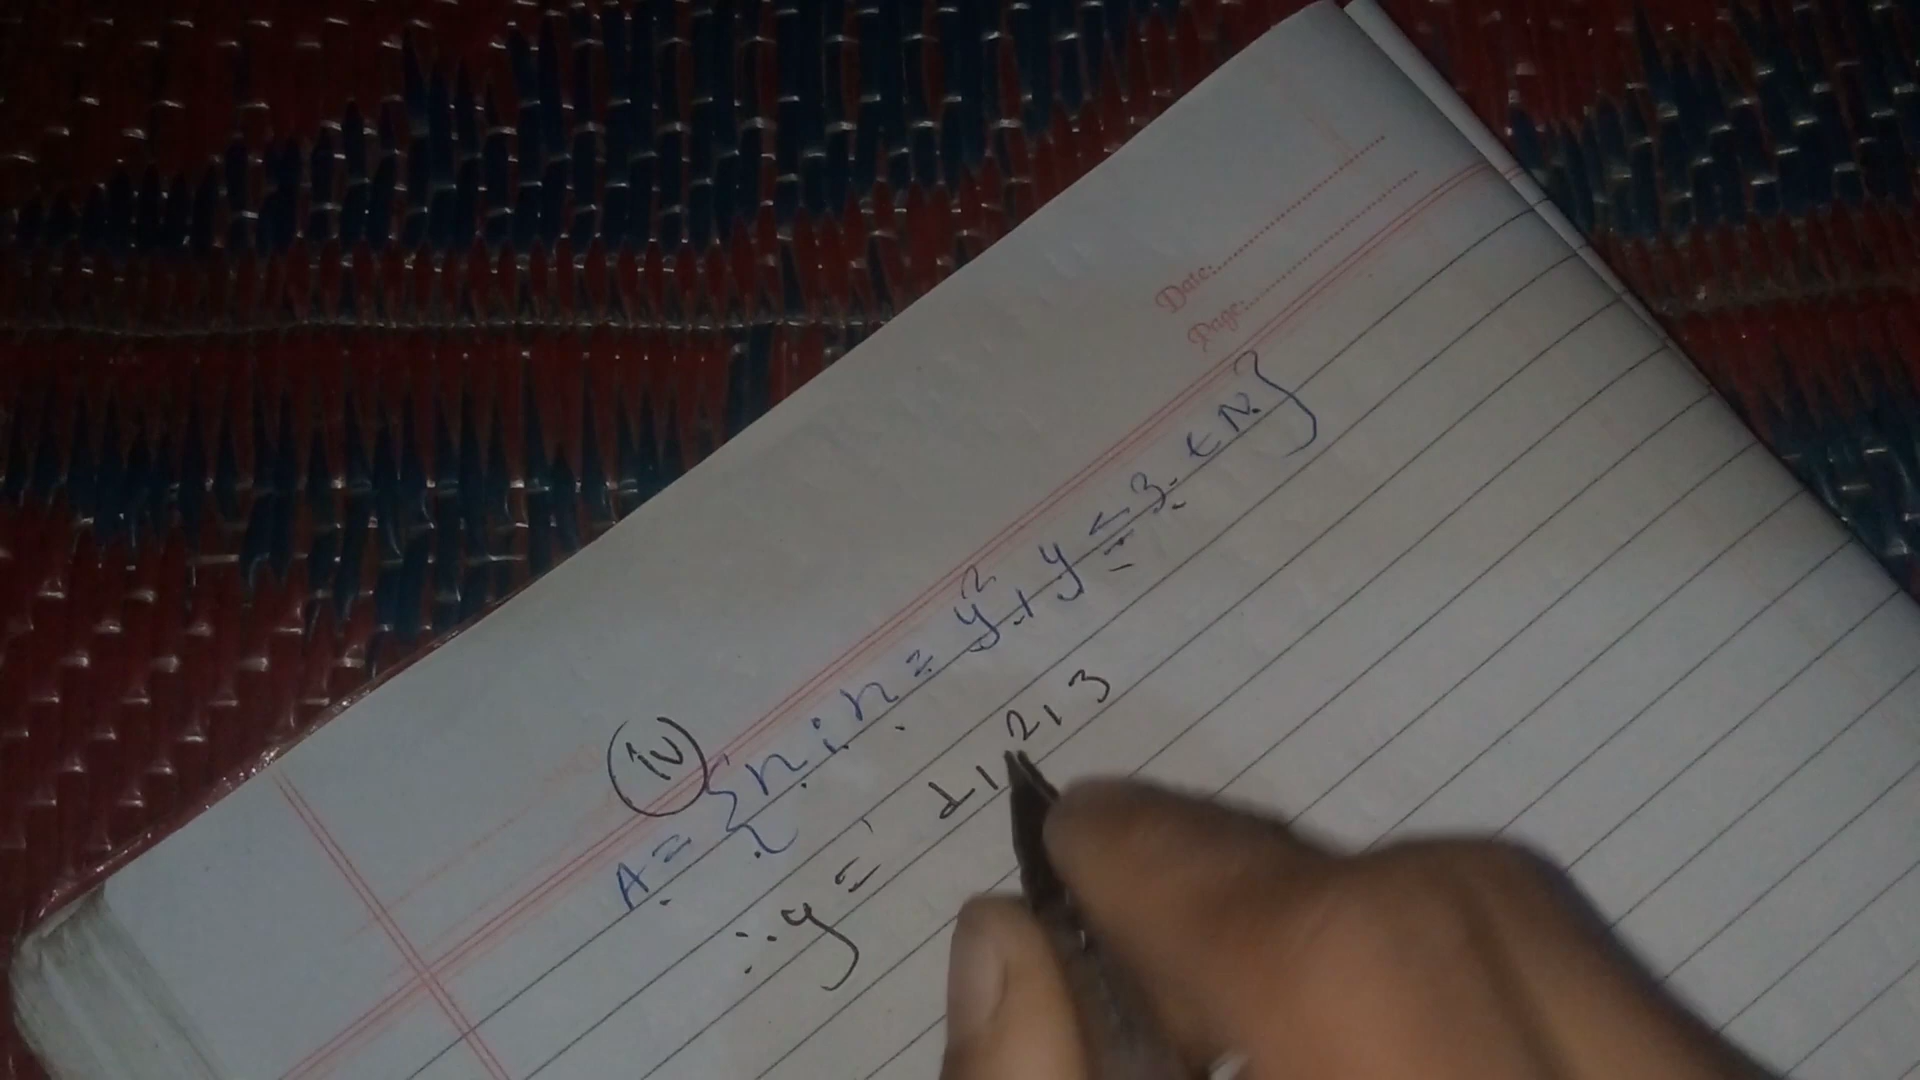 Date:
Page:
iv
A = { n : n = y² + y ≤ 3 ∈ N }
∴ y = 1, 2, 3